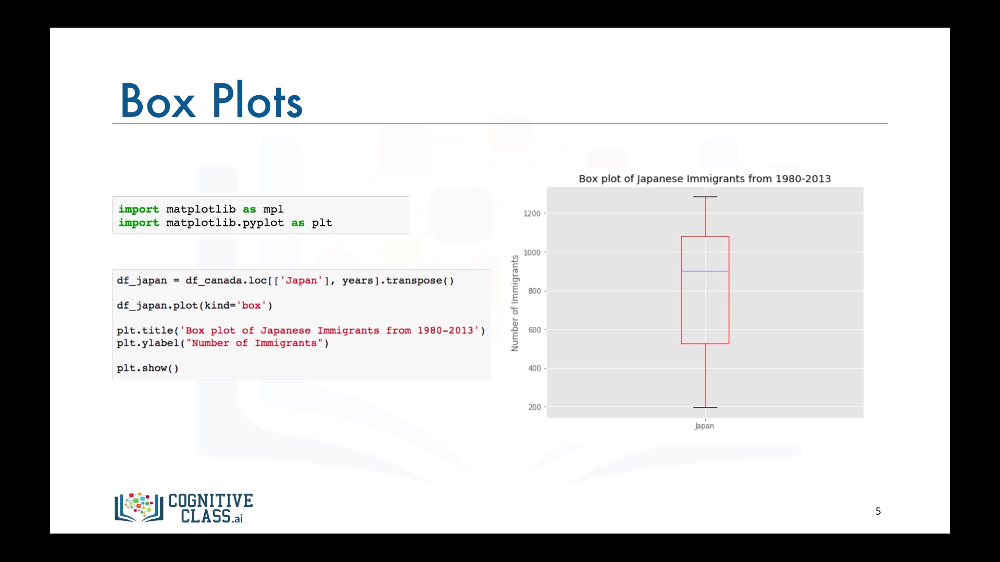 Box Plots
import matplotlib as mpl
import matplotlib.pyplot as plt
df_japan = df_canada.loc[['Japan'], years].transpose()
df_japan.plot(kind='box')
plt.title('Box plot of Japanese Immigrants from 1980-2013')
plt.ylabel("Number of Immigrants")
plt.show()
Box plot of Japanese Immigrants from 1980-2013
Number of Immigrants
1200
1000
800
600
400
200
Japan
COGNITIVE
CLASS.ai
5